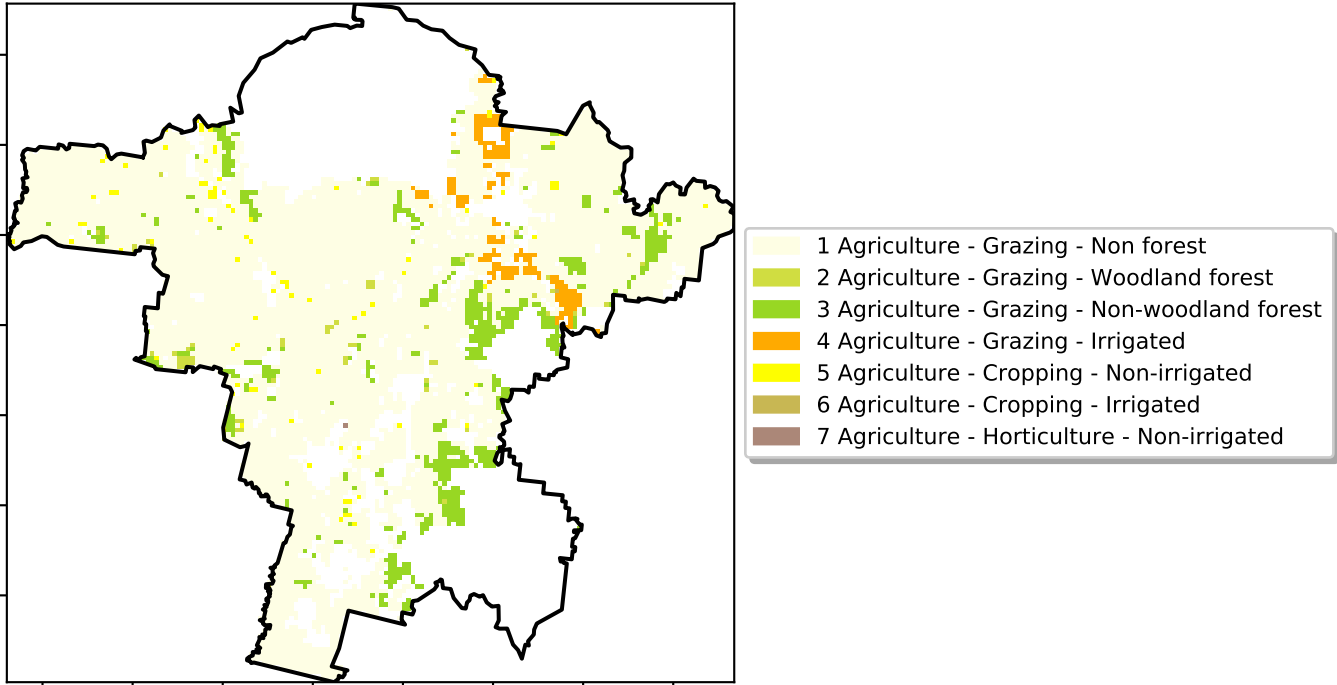 1 Agriculture - Grazing - Non forest
2 Agriculture - Grazing - Woodland forest
3 Agriculture - Grazing - Non-woodland forest
4 Agriculture - Grazing - Irrigated
5 Agriculture - Cropping - Non-irrigated
6 Agriculture - Cropping - Irrigated
7 Agriculture - Horticulture - Non-irrigated